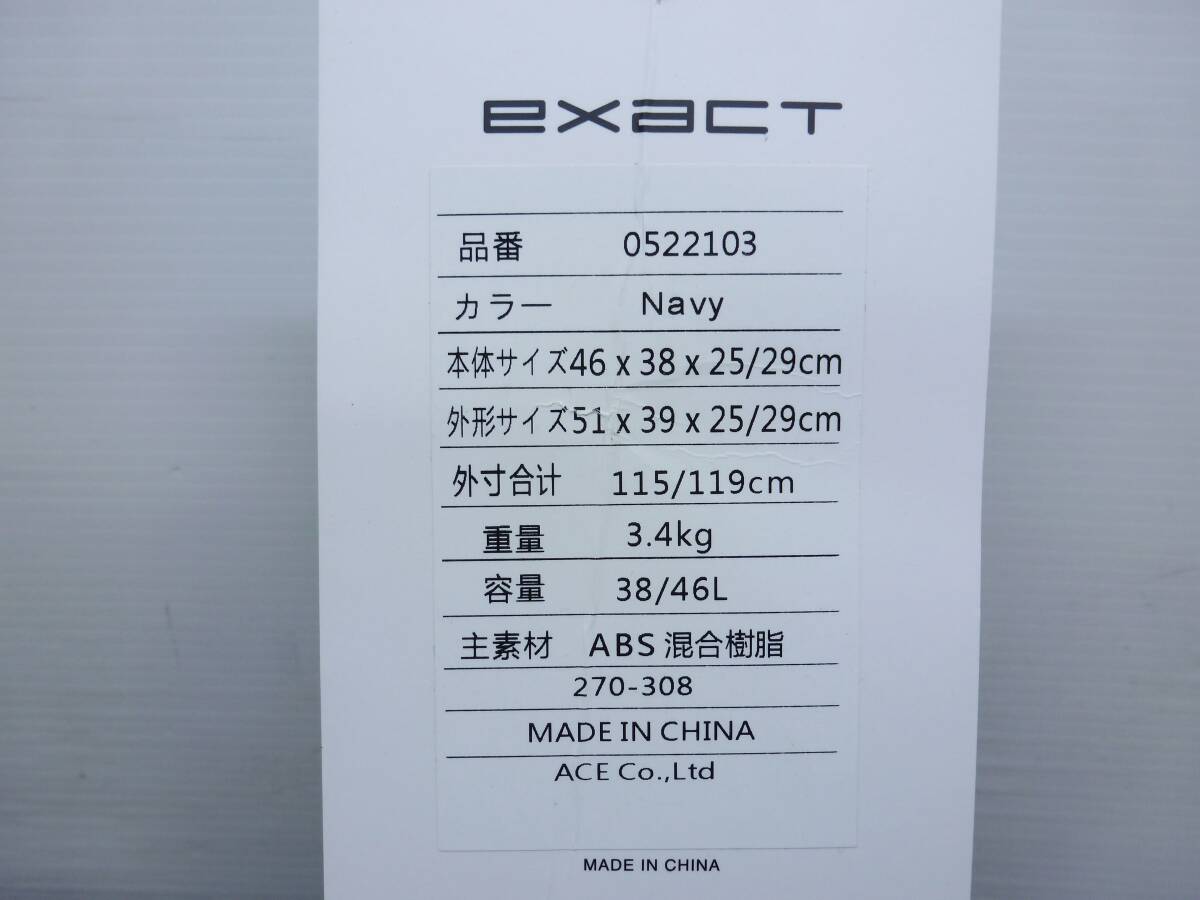 exact
品番 0522103
カラー Navy
本体サイズ46 x 38 x 25/29cm
外形サイズ51 x 39 x 25/29cm
外寸合计 115/119cm
重量 3.4kg
容量 38/46L
主素材 ABS 混合樹脂
270-308
MADE IN CHINA
ACE Co.,Ltd
MADE IN CHINA